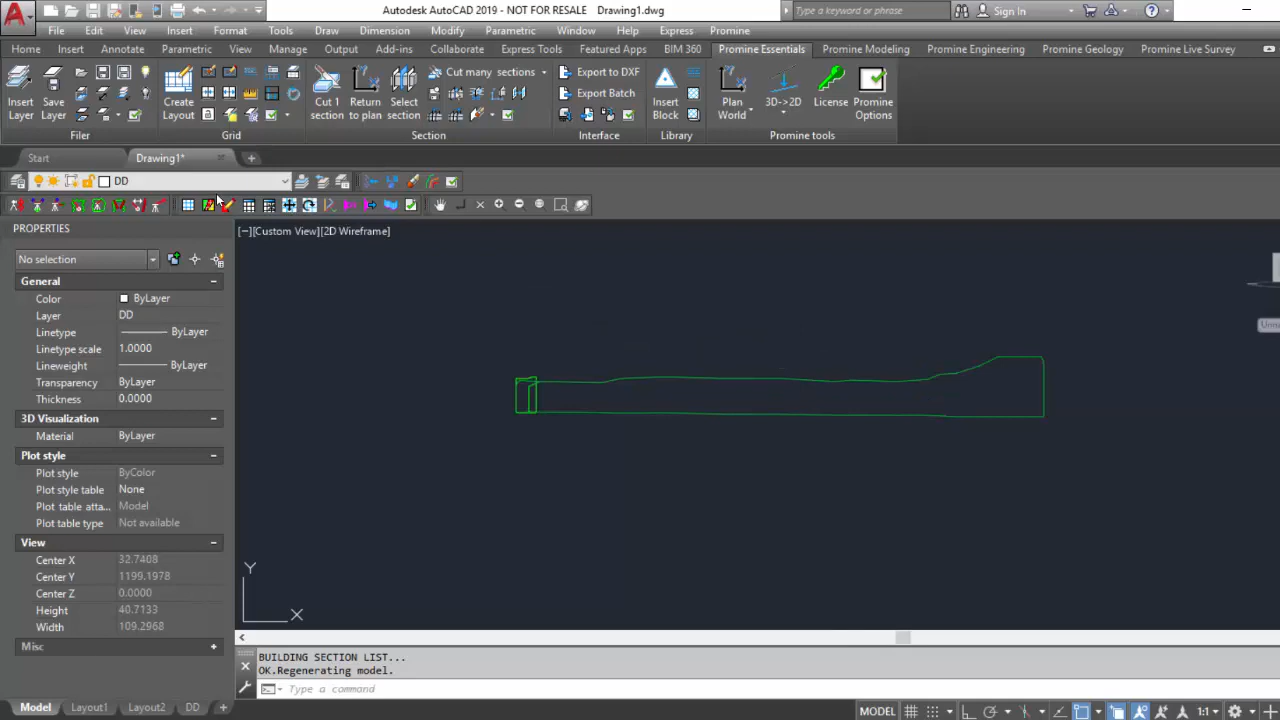 A Autodesk AutoCAD 2019 - NOT FOR RESALE Drawing1.dwg Type a keyword or phrase Sign In
File Edit View Insert Format Tools Draw Dimension Modify Parametric Window Help Express Promine
Home Insert Annotate Parametric View Manage Output Add-ins Collaborate Express Tools Featured Apps BIM 360 Promine Essentials Promine Modeling Promine Engineering Promine Geology Promine Live Survey
Cut many sections Export to DXF
Export Batch
Insert Layer Save Layer Create Layout Cut 1 section Return to plan Select section Insert Block Plan World 3D->2D License Promine Options
Filer Grid Section Interface Library Promine tools
Start Drawing1*
DD
PROPERTIES
[−][Custom View][2D Wireframe]
No selection
General
Color ByLayer
Layer DD
Linetype ByLayer
Linetype scale 1.0000
Lineweight ByLayer
Transparency ByLayer
Thickness 0.0000
3D Visualization
Material ByLayer
Plot style
Plot style ByColor
Plot style table None
Plot table atta... Model
Plot table type Not available
View
Center X 32.7408
Center Y 1199.1978
Center Z 0.0000
Height 40.7133
Width 109.2968
Misc
Y
X
BUILDING SECTION LIST...
OK.Regenerating model.
Type a command
Model Layout1 Layout2 DD MODEL 1:1